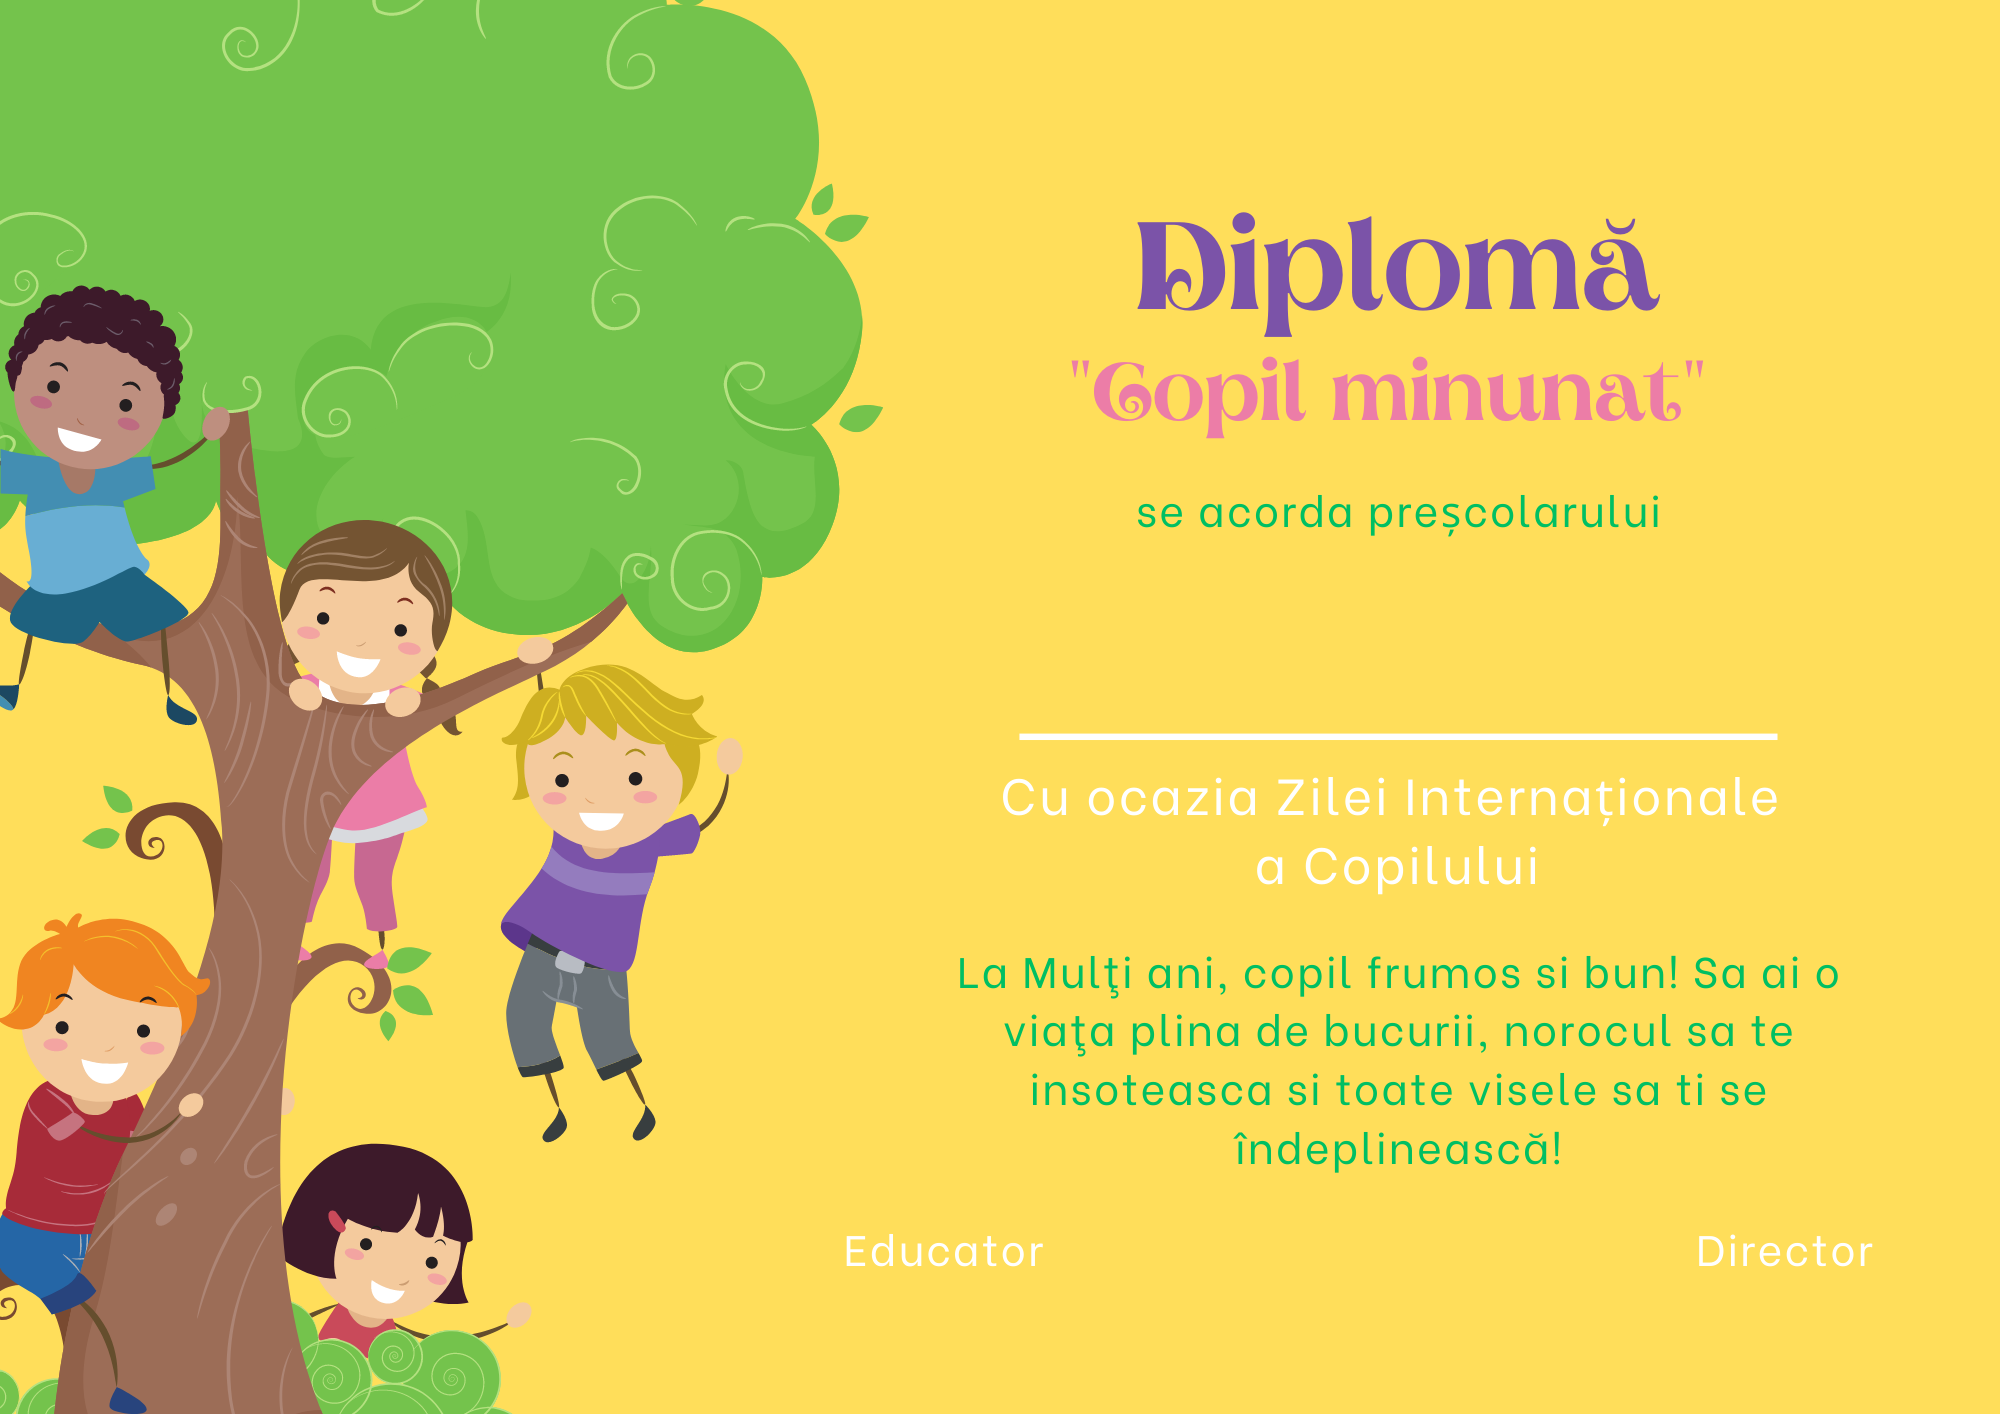 Diplomă
"Copil minunat"
se acorda preșcolarului
Cu ocazia Zilei Internaționale
a Copilului
La Mulţi ani, copil frumos si bun! Sa ai o
viaţa plina de bucurii, norocul sa te
insoteasca si toate visele sa ti se
îndeplinească!
Educator
Director